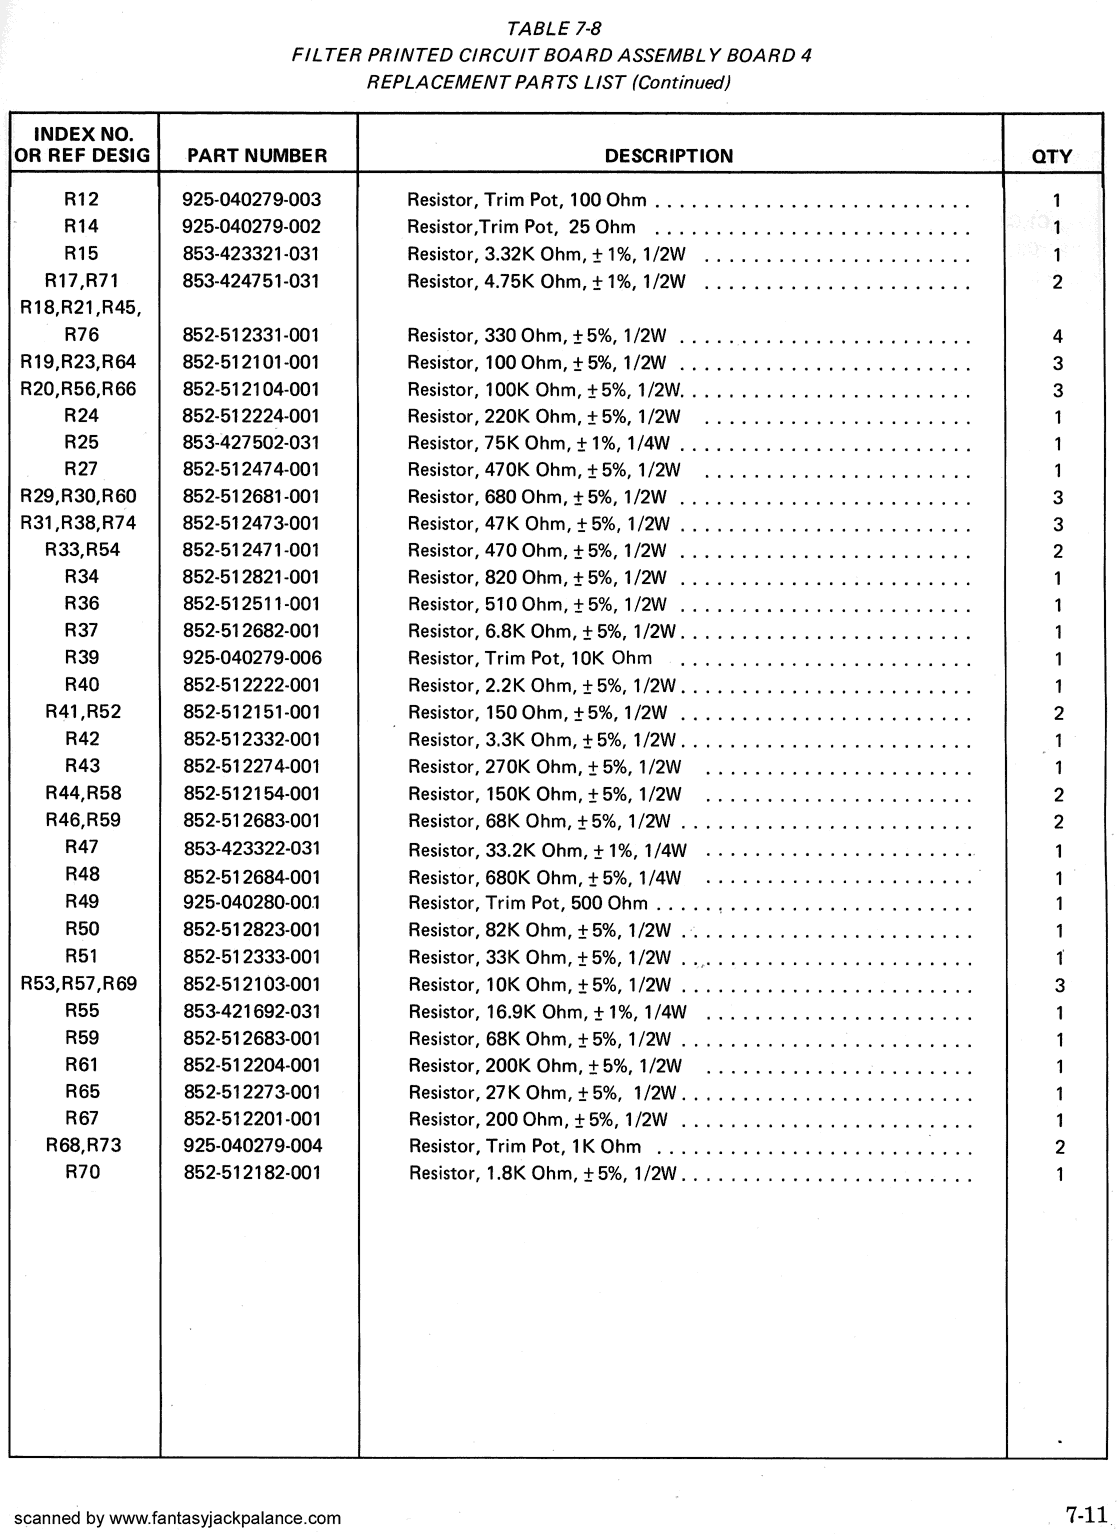 TABLE 7-8
FILTER PRINTED CIRCUIT BOARD ASSEMBLY BOARD 4
REPLACEMENT PARTS LIST (Continued)
INDEX NO. OR REF DESIG PART NUMBER DESCRIPTION QTY
R12 925-040279-003 Resistor, Trim Pot, 100 Ohm 1
R14 925-040279-002 Resistor,Trim Pot, 25 Ohm 1
R15 853-423321-031 Resistor, 3.32K Ohm, ± 1%, 1/2W 1
R17,R71 853-424751-031 Resistor, 4.75K Ohm, ± 1%, 1/2W 2
R18,R21,R45,
R76 852-512331-001 Resistor, 330 Ohm, ± 5%, 1/2W 4
R19,R23,R64 852-512101-001 Resistor, 100 Ohm, ± 5%, 1/2W 3
R20,R56,R66 852-512104-001 Resistor, 100K Ohm, ± 5%, 1/2W 3
R24 852-512224-001 Resistor, 220K Ohm, ± 5%, 1/2W 1
R25 853-427502-031 Resistor, 75K Ohm, ± 1%, 1/4W 1
R27 852-512474-001 Resistor, 470K Ohm, ± 5%, 1/2W 1
R29,R30,R60 852-512681-001 Resistor, 680 Ohm, ± 5%, 1/2W 3
R31,R38,R74 852-512473-001 Resistor, 47K Ohm, ± 5%, 1/2W 3
R33,R54 852-512471-001 Resistor, 470 Ohm, ± 5%, 1/2W 2
R34 852-512821-001 Resistor, 820 Ohm, ± 5%, 1/2W 1
R36 852-512511-001 Resistor, 510 Ohm, ± 5%, 1/2W 1
R37 852-512682-001 Resistor, 6.8K Ohm, ± 5%, 1/2W 1
R39 925-040279-006 Resistor, Trim Pot, 10K Ohm 1
R40 852-512222-001 Resistor, 2.2K Ohm, ± 5%, 1/2W 1
R41,R52 852-512151-001 Resistor, 150 Ohm, ± 5%, 1/2W 2
R42 852-512332-001 Resistor, 3.3K Ohm, ± 5%, 1/2W 1
R43 852-512274-001 Resistor, 270K Ohm, ± 5%, 1/2W 1
R44,R58 852-512154-001 Resistor, 150K Ohm, ± 5%, 1/2W 2
R46,R59 852-512683-001 Resistor, 68K Ohm, ± 5%, 1/2W 2
R47 853-423322-031 Resistor, 33.2K Ohm, ± 1%, 1/4W 1
R48 852-512684-001 Resistor, 680K Ohm, ± 5%, 1/4W 1
R49 925-040280-001 Resistor, Trim Pot, 500 Ohm 1
R50 852-512823-001 Resistor, 82K Ohm, ± 5%, 1/2W 1
R51 852-512333-001 Resistor, 33K Ohm, ± 5%, 1/2W 1
R53,R57,R69 852-512103-001 Resistor, 10K Ohm, ± 5%, 1/2W 3
R55 853-421692-031 Resistor, 16.9K Ohm, ± 1%, 1/4W 1
R59 852-512683-001 Resistor, 68K Ohm, ± 5%, 1/2W 1
R61 852-512204-001 Resistor, 200K Ohm, ± 5%, 1/2W 1
R65 852-512273-001 Resistor, 27K Ohm, ± 5%, 1/2W 1
R67 852-512201-001 Resistor, 200 Ohm, ± 5%, 1/2W 1
R68,R73 925-040279-004 Resistor, Trim Pot, 1K Ohm 2
R70 852-512182-001 Resistor, 1.8K Ohm, ± 5%, 1/2W 1
scanned by www.fantasyjackpalance.com 7-11